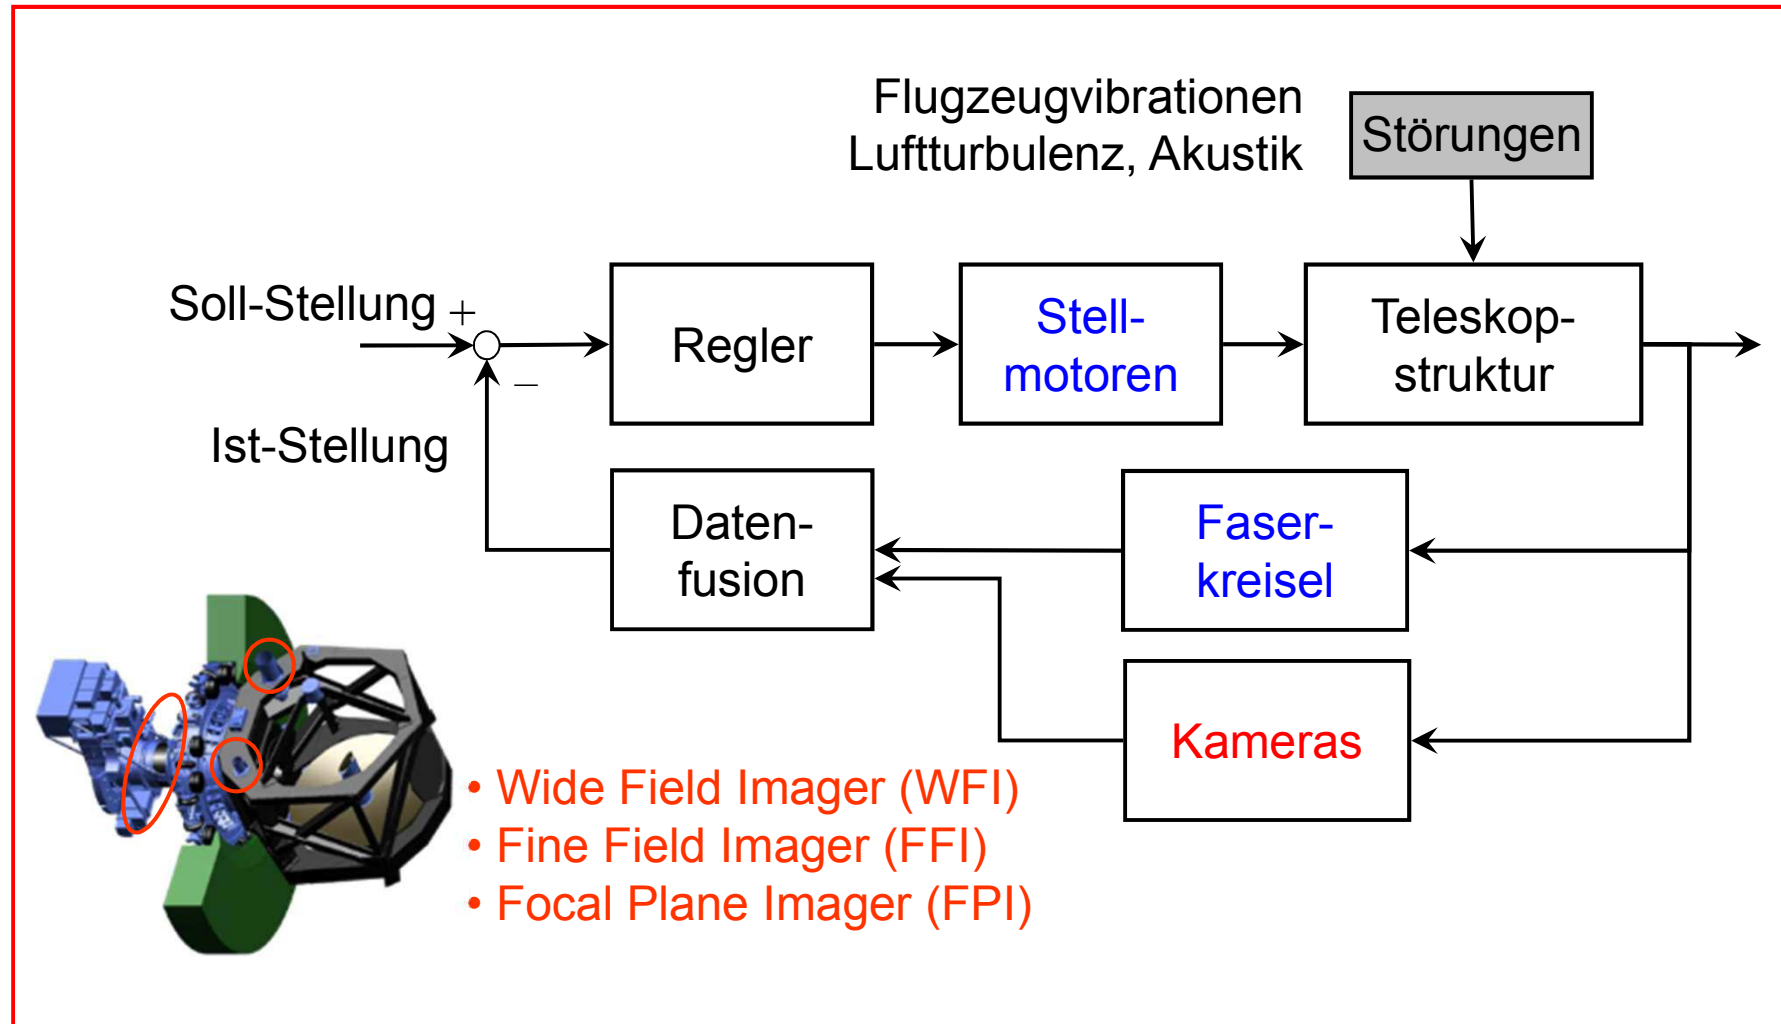 Flugzeugvibrationen
Luftturbulenz, Akustik
Störungen
Soll-Stellung +
−
Regler
Stell-
motoren
Teleskop-
struktur
Ist-Stellung
Daten-
fusion
Faser-
kreisel
Kameras
• Wide Field Imager (WFI)
• Fine Field Imager (FFI)
• Focal Plane Imager (FPI)